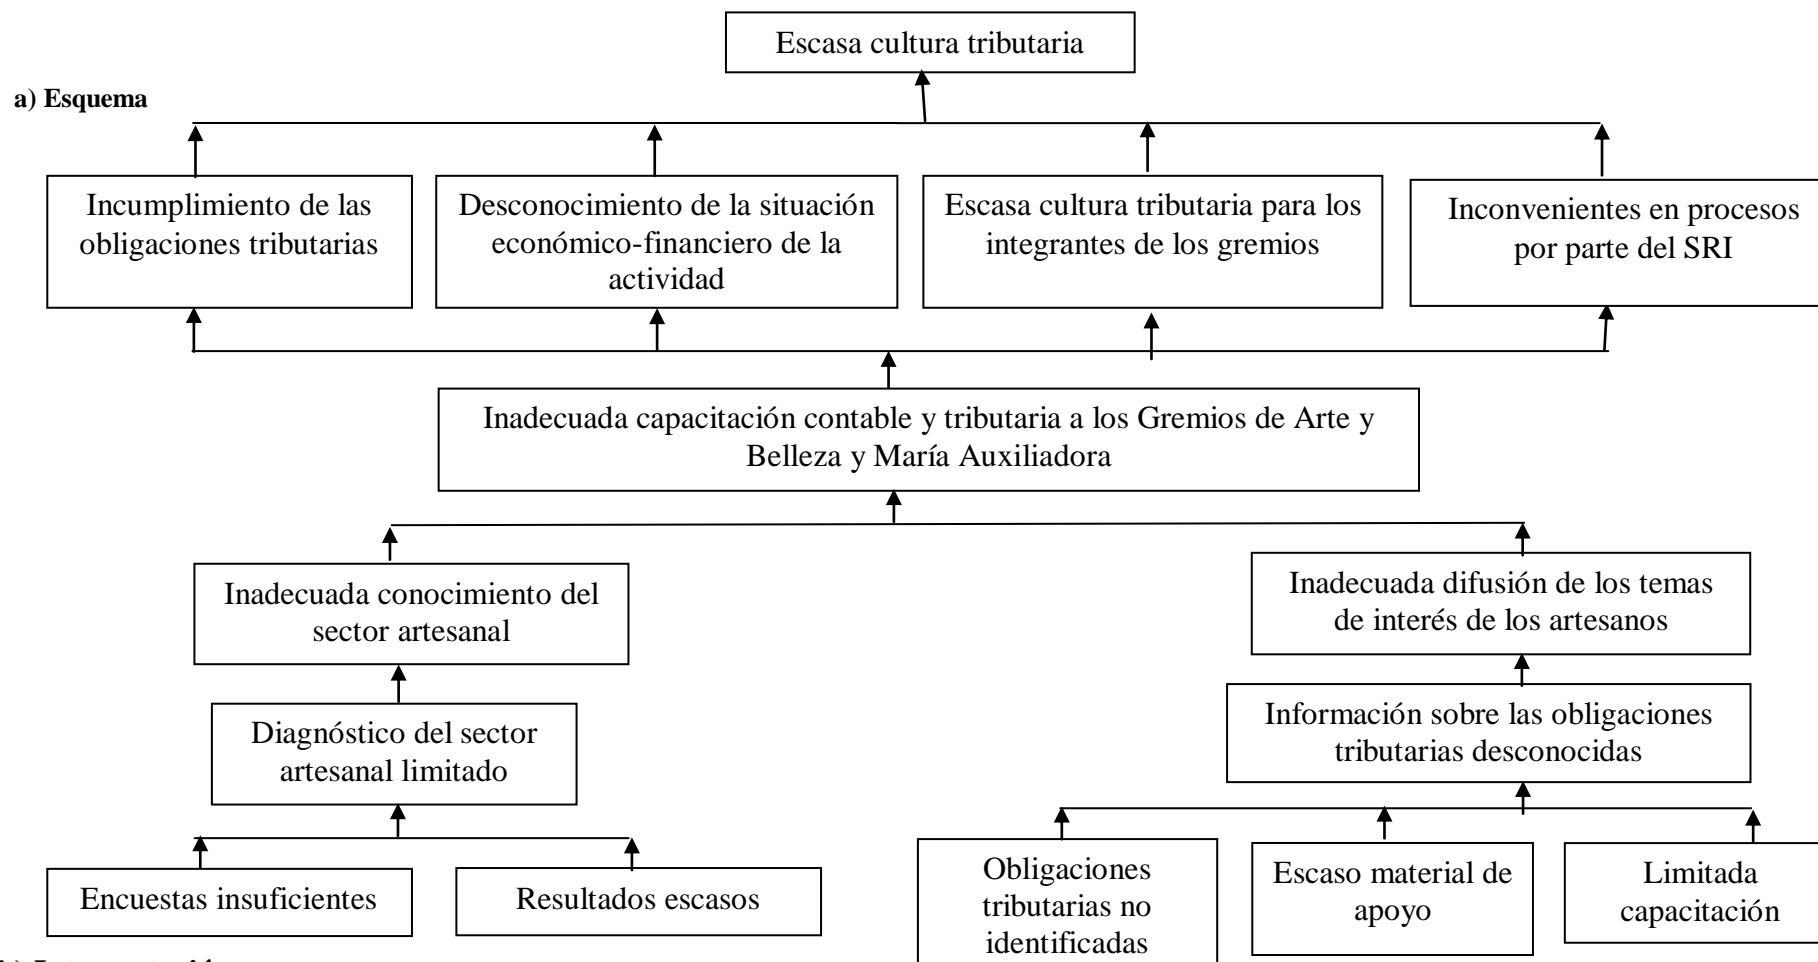 Escasa cultura tributaria
a) Esquema
Incumplimiento de las
obligaciones tributarias
Desconocimiento de la situación
económico-financiero de la
actividad
Escasa cultura tributaria para los
integrantes de los gremios
Inconvenientes en procesos
por parte del SRI
Inadecuada capacitación contable y tributaria a los Gremios de Arte y
Belleza y María Auxiliadora
Inadecuada conocimiento del
sector artesanal
Inadecuada difusión de los temas
de interés de los artesanos
Diagnóstico del sector
artesanal limitado
Información sobre las obligaciones
tributarias desconocidas
Encuestas insuficientes
Resultados escasos
Obligaciones
tributarias no
identificadas
Escaso material de
apoyo
Limitada
capacitación